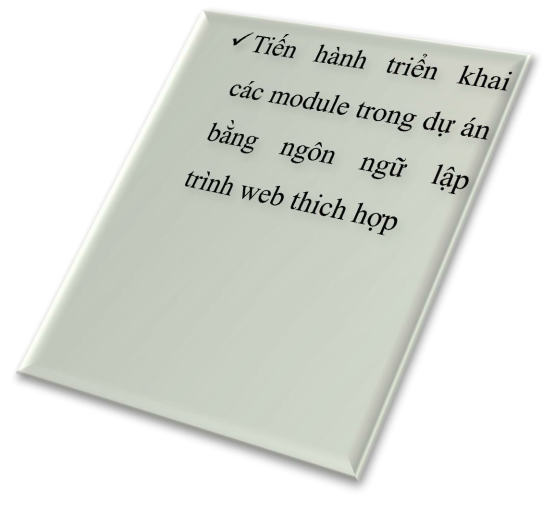 ✓Tiến hành triển khai
các module trong dự án
bằng ngôn ngữ lập
trình web thich hợp